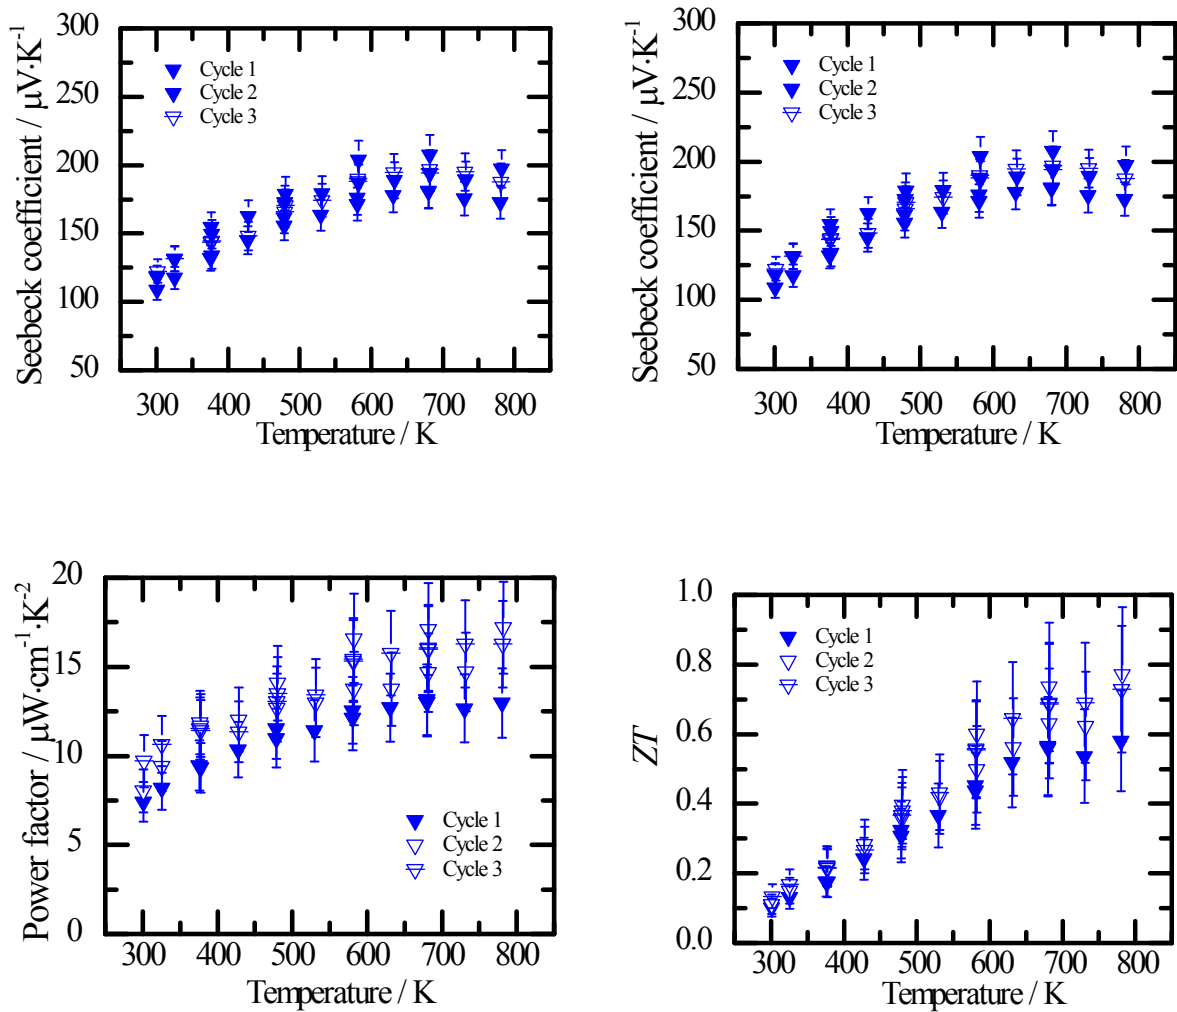 Seebeck coefficient / μV·K⁻¹
300
250
200
150
100
50
Cycle 1
Cycle 2
Cycle 3
300 400 500 600 700 800
Temperature / K
Seebeck coefficient / μV·K⁻¹
300
250
200
150
100
50
Cycle 1
Cycle 2
Cycle 3
300 400 500 600 700 800
Temperature / K
Power factor / μW·cm⁻¹·K⁻²
20
15
10
5
0
Cycle 1
Cycle 2
Cycle 3
300 400 500 600 700 800
Temperature / K
ZT
1.0
0.8
0.6
0.4
0.2
0.0
Cycle 1
Cycle 2
Cycle 3
300 400 500 600 700 800
Temperature / K